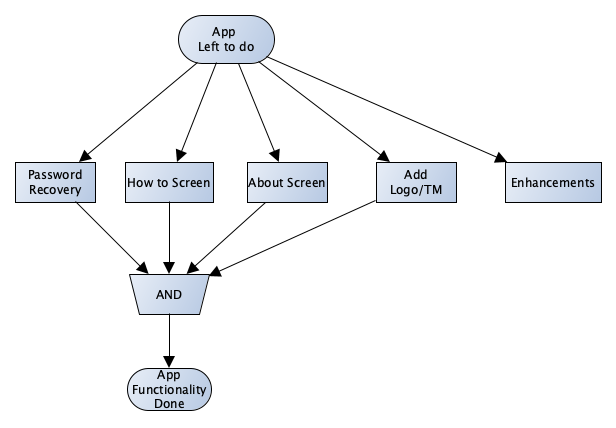 App
Left to do
Password
Recovery
How to Screen
About Screen
Add
Logo/TM
Enhancements
AND
App
Functionality
Done